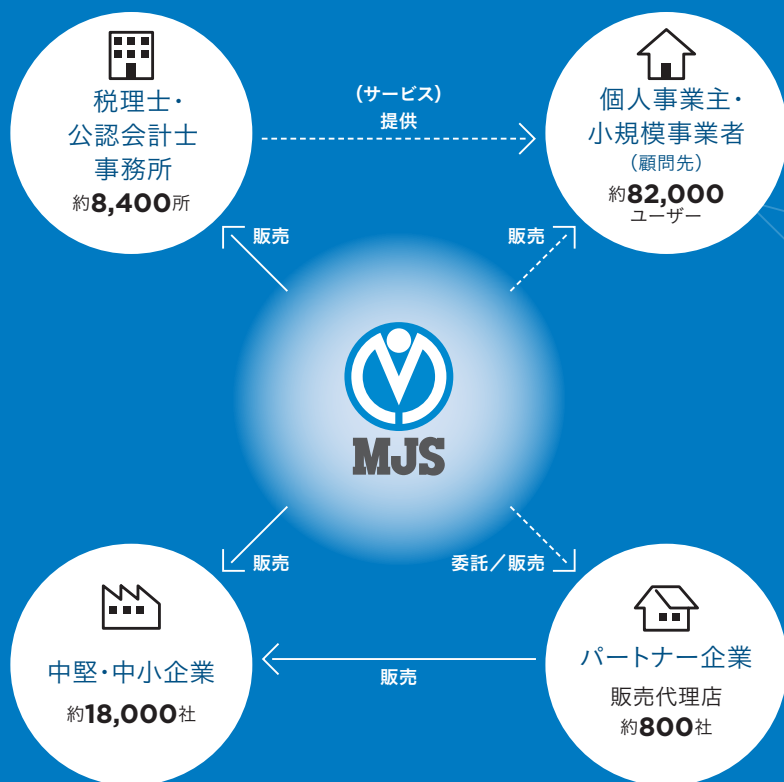 税理士・
公認会計士
事務所
約8,400所
(サービス)
提供
個人事業主・
小規模事業者
(顧問先)
約82,000
ユーザー
販売
販売
MJS
販売
委託／販売
中堅・中小企業
約18,000社
販売
パートナー企業
販売代理店
約800社